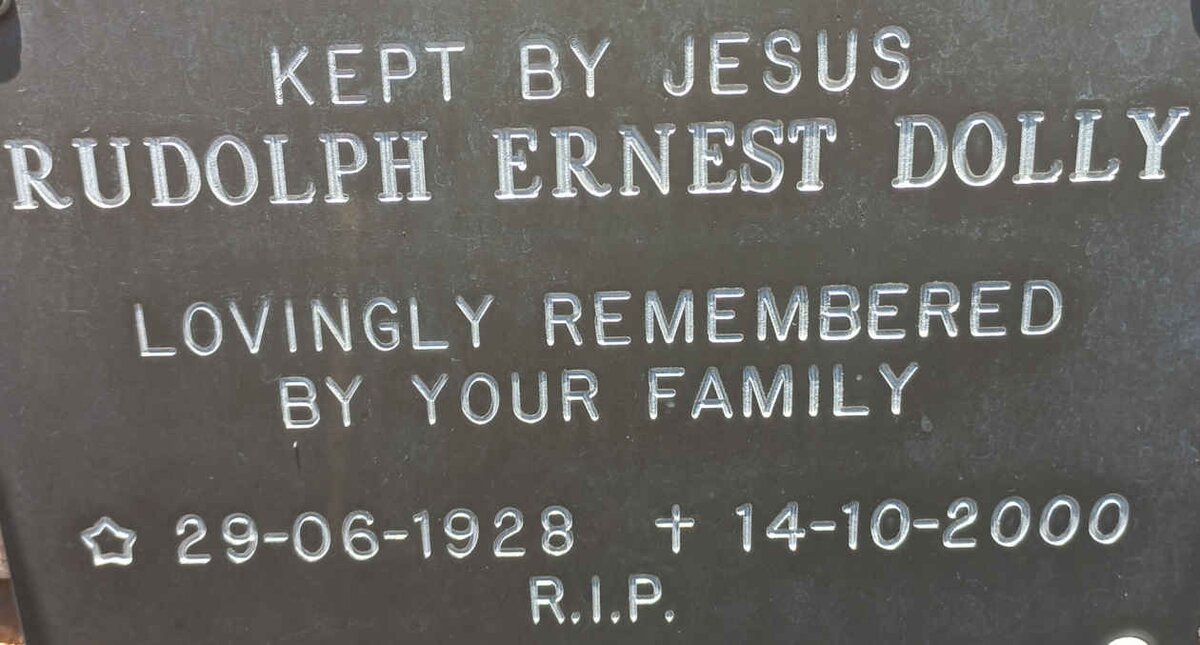 KEPT BY JESUS
RUDOLPH ERNEST DOLLY
LOVINGLY REMEMBERED
BY YOUR FAMILY
☆ 29-06-1928 ✝ 14-10-2000
R.I.P.